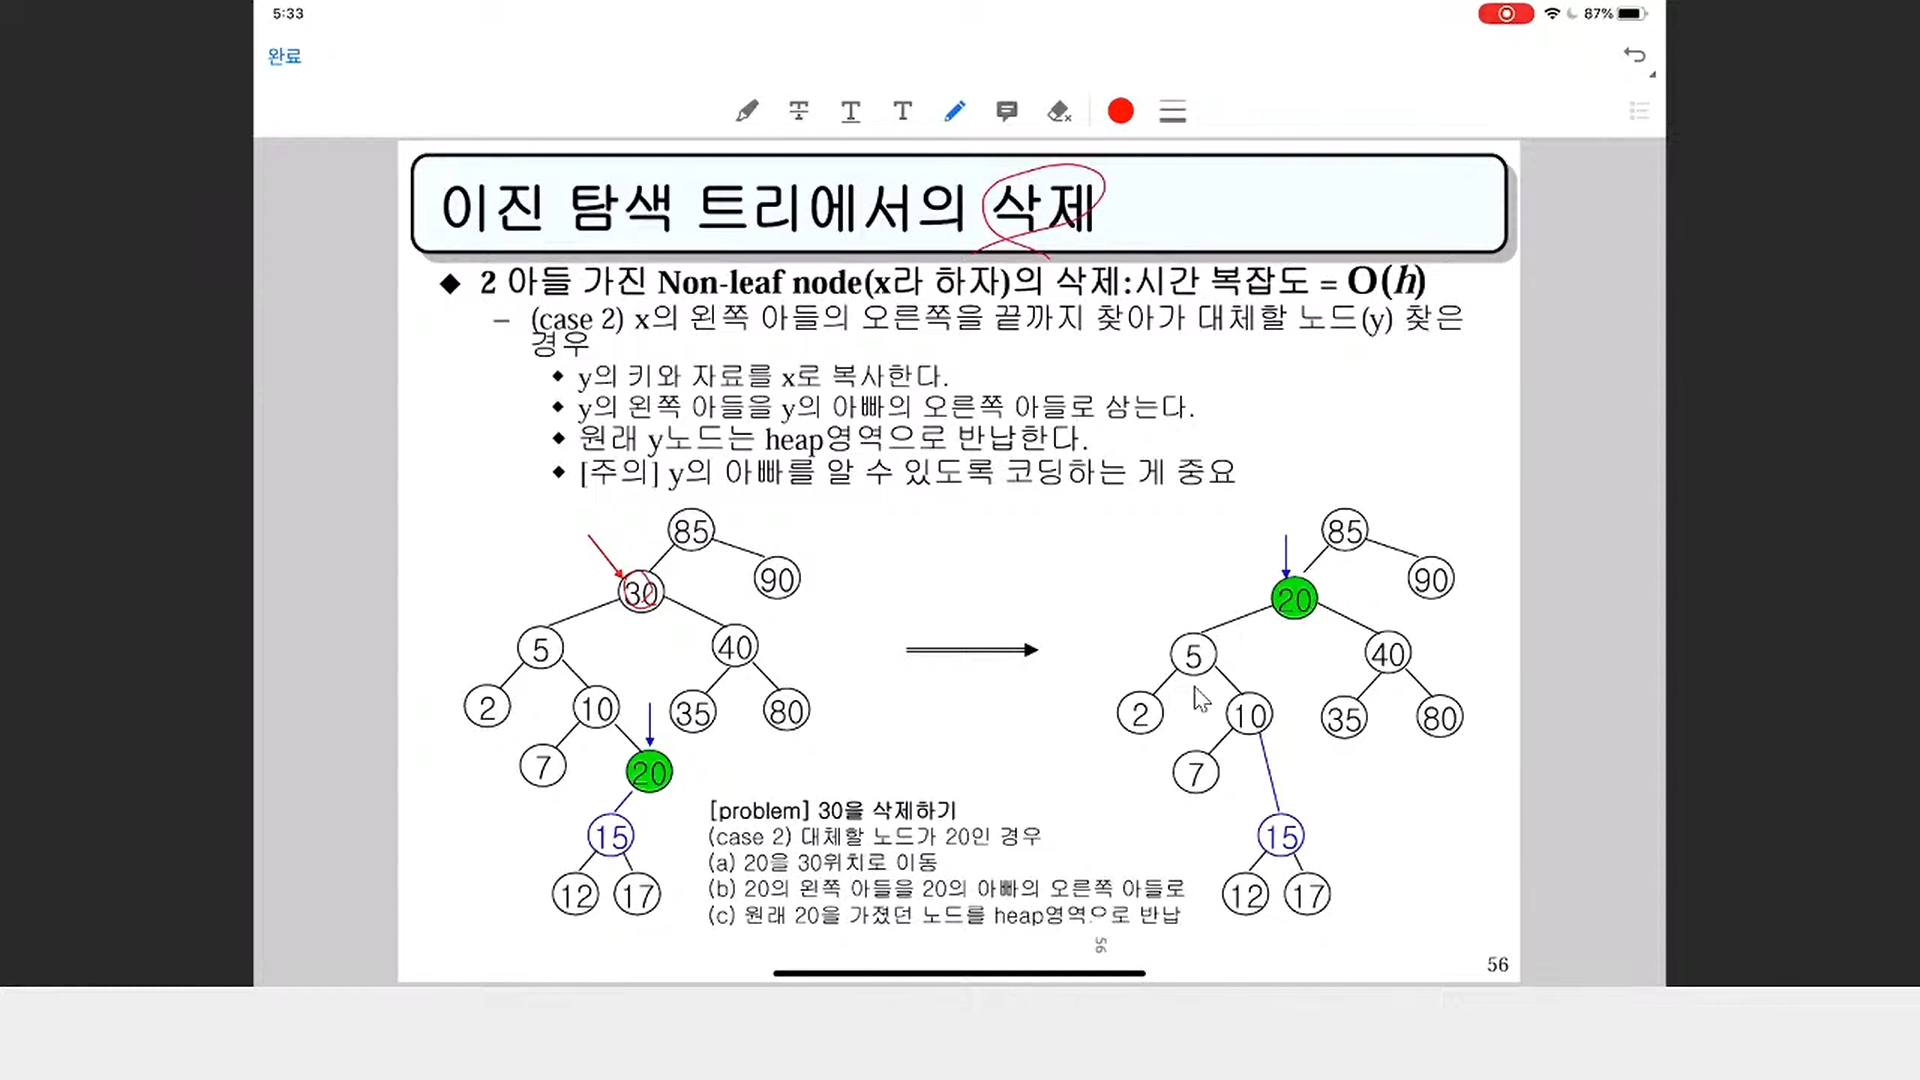 5:33
87%
완료
이진 탐색 트리에서의 삭제
◆ 2 아들 가진 Non-leaf node(x라 하자)의 삭제:시간 복잡도 = O(h)
– (case 2) x의 왼쪽 아들의 오른쪽을 끝까지 찾아가 대체할 노드(y) 찾은
경우
◆ y의 키와 자료를 x로 복사한다.
◆ y의 왼쪽 아들을 y의 아빠의 오른쪽 아들로 삼는다.
◆ 원래 y노드는 heap영역으로 반납한다.
◆ [주의] y의 아빠를 알 수 있도록 코딩하는 게 중요
85
30
90
5
40
2
10
35
80
7
20
15
12
17
85
20
90
5
40
2
10
35
80
7
15
12
17
[problem] 30을 삭제하기
(case 2) 대체할 노드가 20인 경우
(a) 20을 30위치로 이동
(b) 20의 왼쪽 아들을 20의 아빠의 오른쪽 아들로
(c) 원래 20을 가졌던 노드를 heap영역으로 반납
56
56